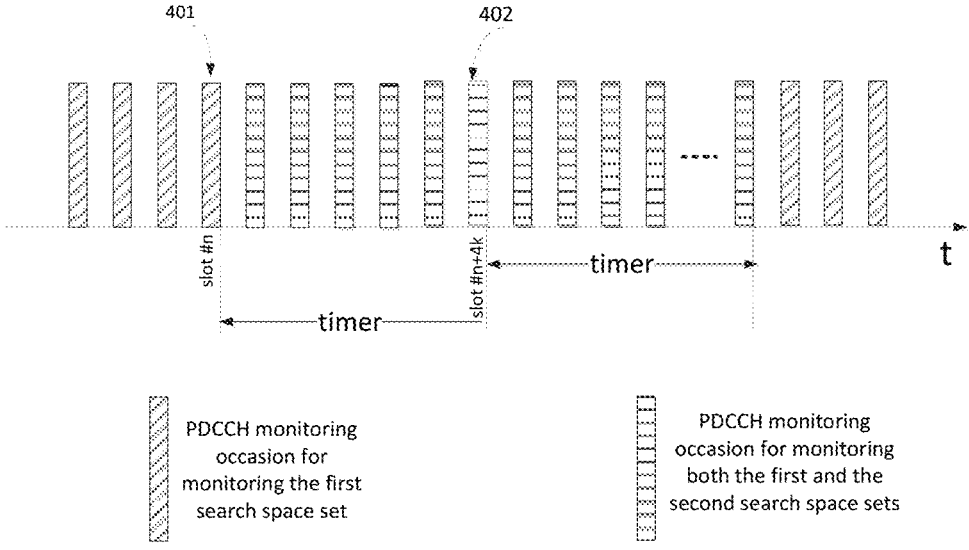 401
402
slot #n
slot #n+4k
timer
t
timer
PDCCH monitoring
occasion for
monitoring the first
search space set
PDCCH monitoring
occasion for monitoring
both the first and the
second search space sets